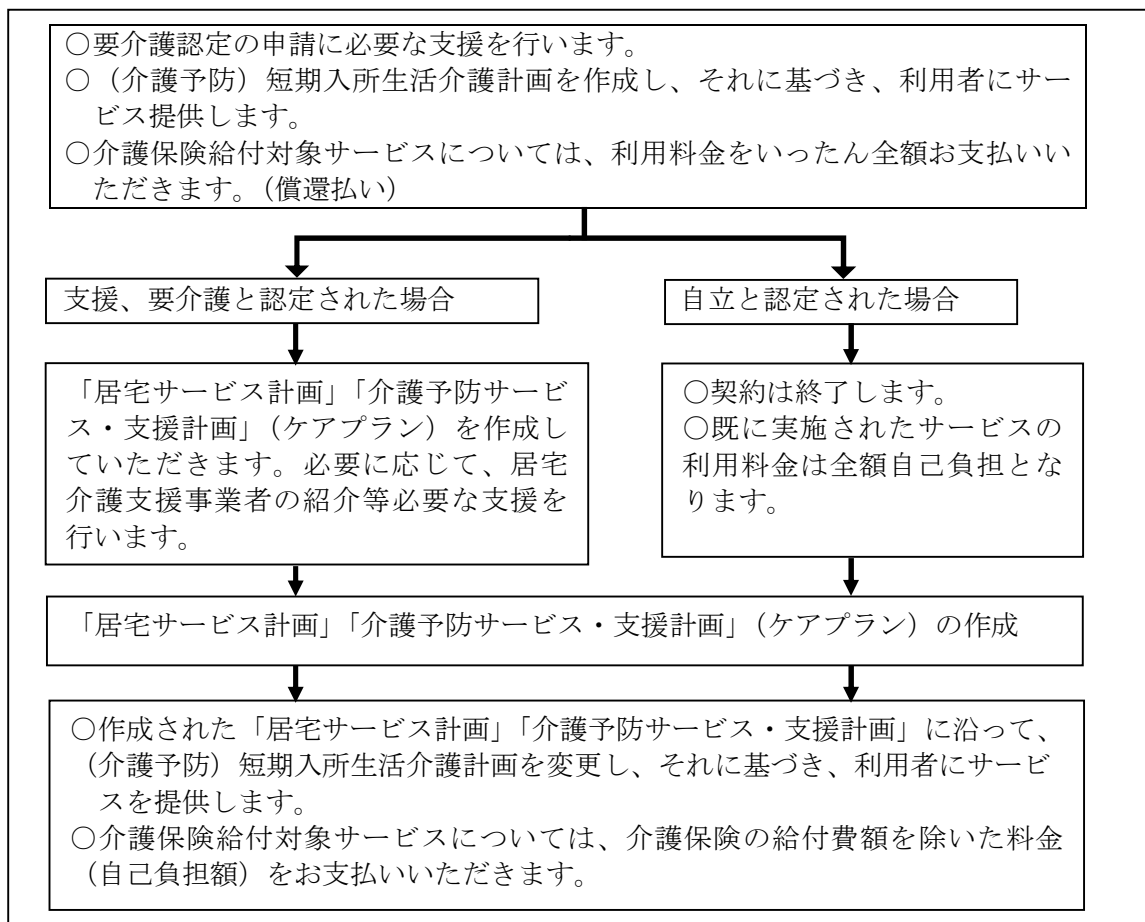 ○要介護認定の申請に必要な支援を行います。
○（介護予防）短期入所生活介護計画を作成し、それに基づき、利用者にサー
ビス提供します。
○介護保険給付対象サービスについては、利用料金をいったん全額お支払いい
ただきます。（償還払い）
支援、要介護と認定された場合
自立と認定された場合
「居宅サービス計画」「介護予防サービ
ス・支援計画」（ケアプラン）を作成し
ていただきます。必要に応じて、居宅
介護支援事業者の紹介等必要な支援を
行います。
○契約は終了します。
○既に実施されたサービスの
利用料金は全額自己負担とな
ります。
「居宅サービス計画」「介護予防サービス・支援計画」（ケアプラン）の作成
○作成された「居宅サービス計画」「介護予防サービス・支援計画」に沿って、
（介護予防）短期入所生活介護計画を変更し、それに基づき、利用者にサービ
スを提供します。
○介護保険給付対象サービスについては、介護保険の給付費額を除いた料金
（自己負担額）をお支払いいただきます。